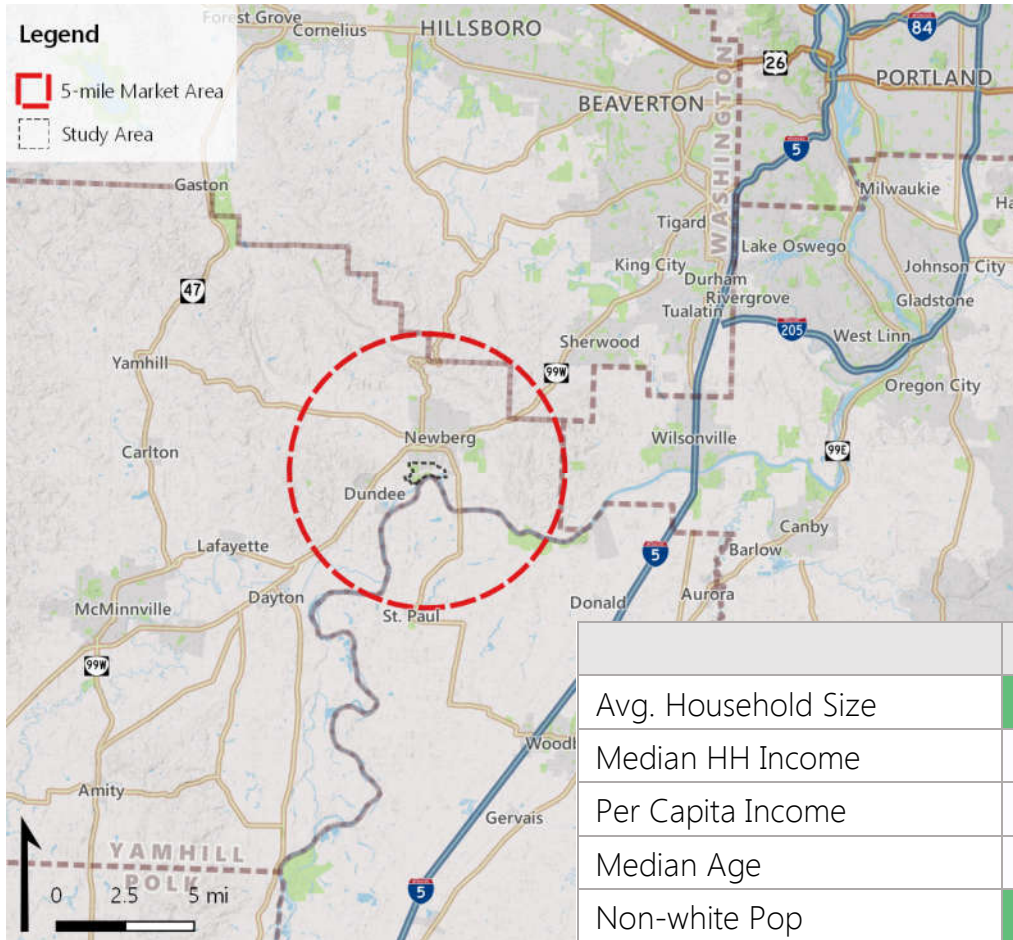 Legend
5-mile Market Area
Study Area
Forest Grove
Cornelius
HILLSBORO
84
26
PORTLAND
BEAVERTON
WASHINGTON
5
Gaston
Milwaukie
Ha
Tigard
Lake Oswego
King City
Durham
Johnson City
47
Rivergrove
Gladstone
Tualatin
205
West Linn
Sherwood
Yamhill
99W
Oregon City
Newberg
Wilsonville
Carlton
99E
Dundee
Canby
Lafayette
5
Barlow
McMinnville
Dayton
Donald
Aurora
St. Paul
99W
Avg. Household Size
Woodb
Median HH Income
Amity
Per Capita Income
Gervais
YAMHILL
POLK
Median Age
0 2.5 5 mi
5
Non-white Pop